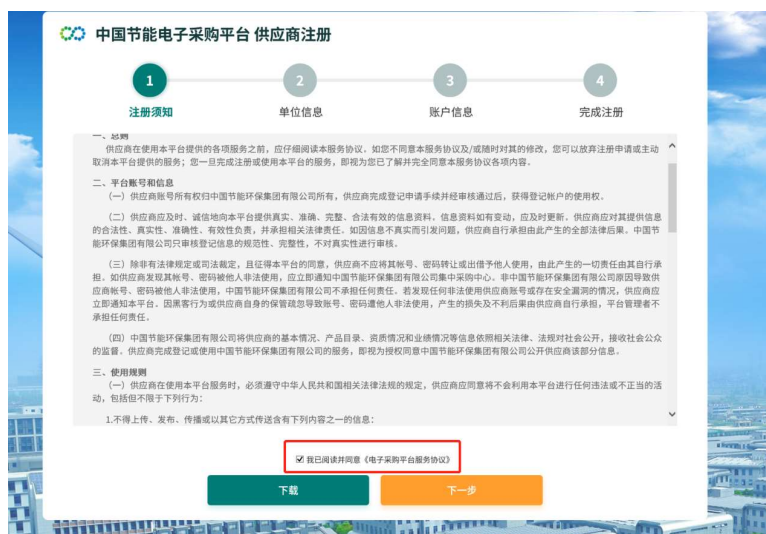 中国节能电子采购平台 供应商注册
1
2
3
4
注册须知
单位信息
账户信息
完成注册
一、总则
供应商在使用本平台提供的各项服务之前，应仔细阅读本服务协议．如您不同意本服务协议及/或随时对其的修改，您可以放弃注册申请或主动
取消本平台提供的服务；您一旦完成注册或使用本平台的服务，即视为您已了解并完全同意本服务协议各项内容．
二、平台账号和信息
（一）供应商账号所有权归中国节能环保集团有限公司所有，供应商完成登记申请手续并经审核通过后，获得登记帐户的使用权．
（二）供应商应及时、诚信地向本平台提供真实、准确、完整、合法有效的信息资料．信息资料如有变动，应及时更新．供应商应对其提供信息
的合法性、真实性、准确性、有效性负责，并承担相关法律责任．如因信息不真实而引发问题，供应商自行承担由此产生的全部法律后果．中国节
能环保集团有限公司只审核登记信息的规范性、完整性，不对真实性进行审核．
（三）除非有法律规定或司法裁定，且征得本平台的同意，供应商不应将其帐号、密码转让或出借予他人使用，由此产生的一切责任由其自行承
担．如供应商发现其帐号、密码被他人非法使用，应立即通知中国节能环保集团有限公司集中采购中心．非中国节能环保集团有限公司原因导致供
应商帐号、密码被他人非法使用，中国节能环保集团有限公司不承担任何责任．若发现任何非法使用供应商账号或存在安全漏洞的情况，供应商应
立即通知本平台．因黑客行为或供应商自身的保管疏忽导致账号、密码遭他人非法使用，产生的损失及不利后果由供应商自行承担，平台管理者不
承担任何责任．
（四）中国节能环保集团有限公司将供应商的基本情况、产品目录、资质情况和业绩情况等信息依照相关法律、法规对社会公开，接收社会公众
的监督．供应商完成登记或使用中国节能环保集团有限公司的服务，即视为授权同意中国节能环保集团有限公司公开供应商该部分信息．
三、使用规则
（一）供应商在使用本平台服务时，必须遵守中华人民共和国相关法律法规的规定，供应商应同意将不会利用本平台进行任何违法或不正当的活
动，包括但不限于下列行为：
1.不得上传、发布、传播或以其它方式传送含有下列内容之一的信息：
我已阅读并同意《电子采购平台服务协议》
下载
下一步